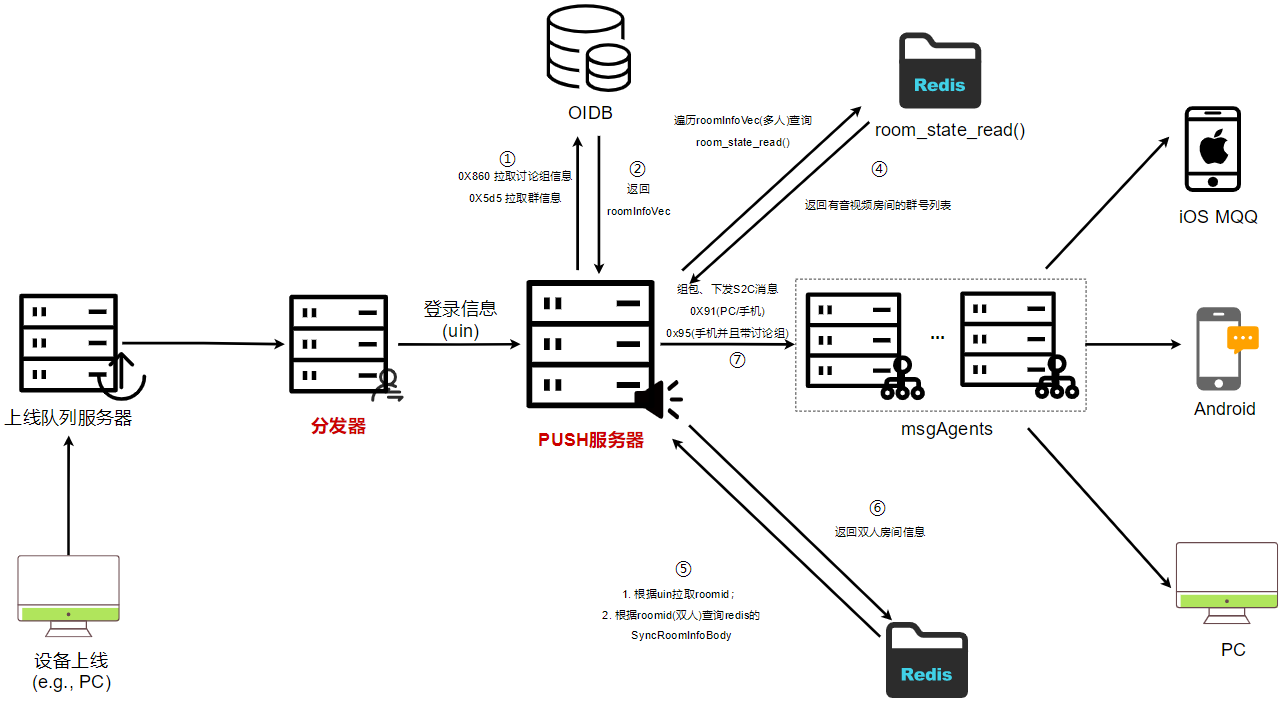 OIDB
①
0X860 拉取讨论组信息
0X5d5 拉取群信息
②
返回
roomInfoVec
遍历roomInfoVec(多人)查询
room_state_read()
Redis
room_state_read()
④
返回有音视频房间的群号列表
iOS MQQ
上线队列服务器
设备上线
(e.g., PC)
分发器
登录信息
(uin)
PUSH服务器
组包、下发S2C消息
0X91(PC/手机)
0x95(手机并且带讨论组)
⑦
...
msgAgents
Android
⑥
返回双人房间信息
⑤
1. 根据uin拉取roomid；
2. 根据roomid(双人)查询redis的
SyncRoomInfoBody
Redis
PC